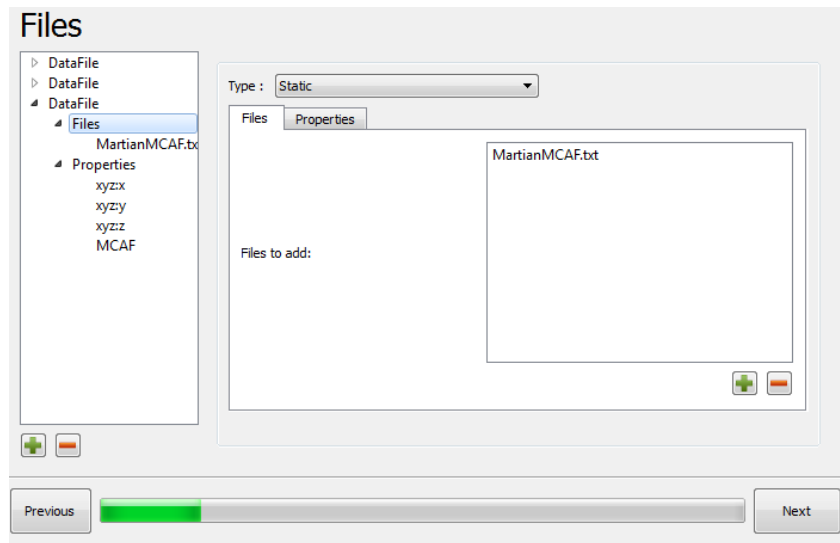 Files
DataFile
DataFile
DataFile
Files
MartianMCAF.tx
Properties
xyz:x
xyz:y
xyz:z
MCAF
Type : Static
Files Properties
Files to add:
MartianMCAF.txt
Previous
Next